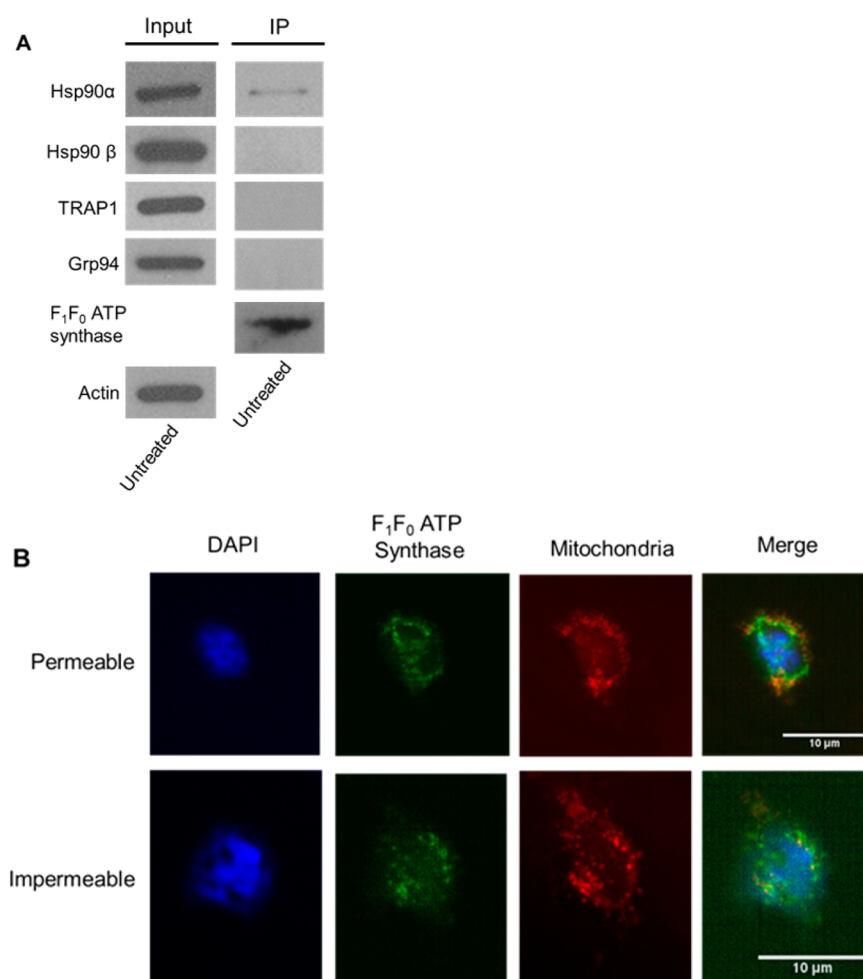 A
Input
IP
Hsp90α
Hsp90 β
TRAP1
Grp94
F₁F₀ ATP
synthase
Actin
Untreated
Untreated
B
DAPI
F₁F₀ ATP
Synthase
Mitochondria
Merge
Permeable
10 µm
Impermeable
10 µm